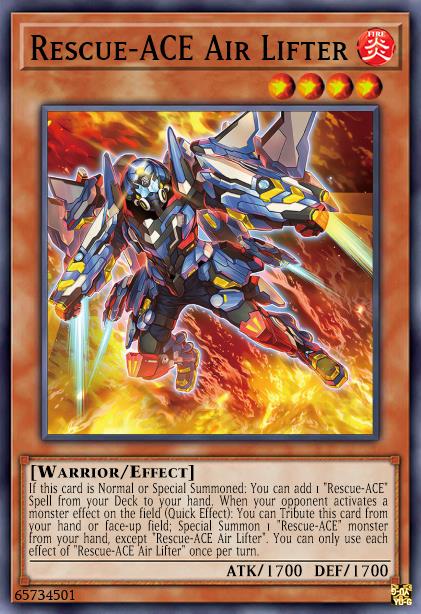 Rescue-ACE Air Lifter
FIRE
炎
[Warrior/Effect]
If this card is Normal or Special Summoned: You can add 1 "Rescue-ACE"
Spell from your Deck to your hand. When your opponent activates a
monster effect on the field (Quick Effect): You can Tribute this card from
your hand or face-up field; Special Summon 1 "Rescue-ACE" monster
from your hand, except "Rescue-ACE Air Lifter". You can only use each
effect of "Rescue-ACE Air Lifter" once per turn.
ATK/1700 DEF/1700
65734501